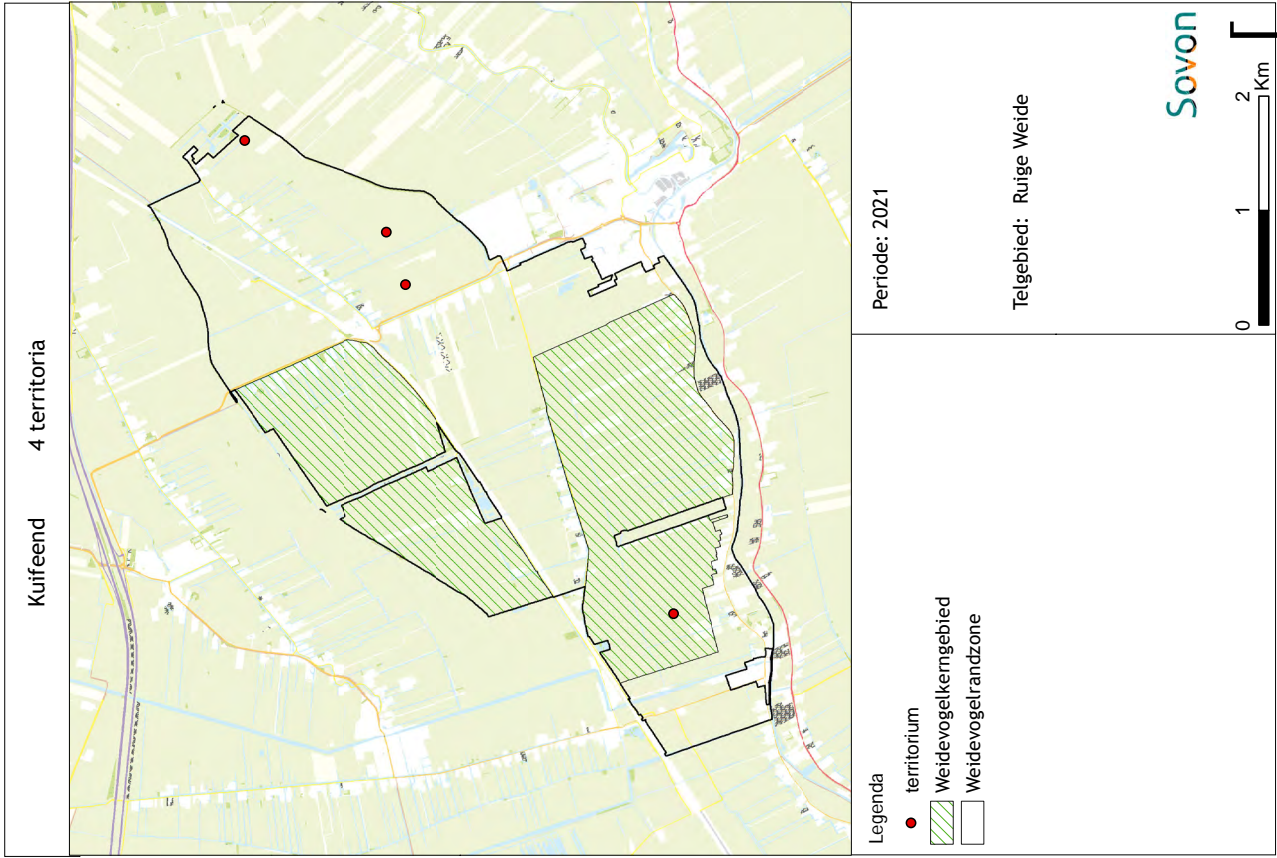 Kuifeend 4 territoria
Legenda
territorium
Weidevogelkerngebied
Weidevogelrandzone
Periode: 2021
Telgebied: Ruige Weide
0 1 2 Km
Sovon